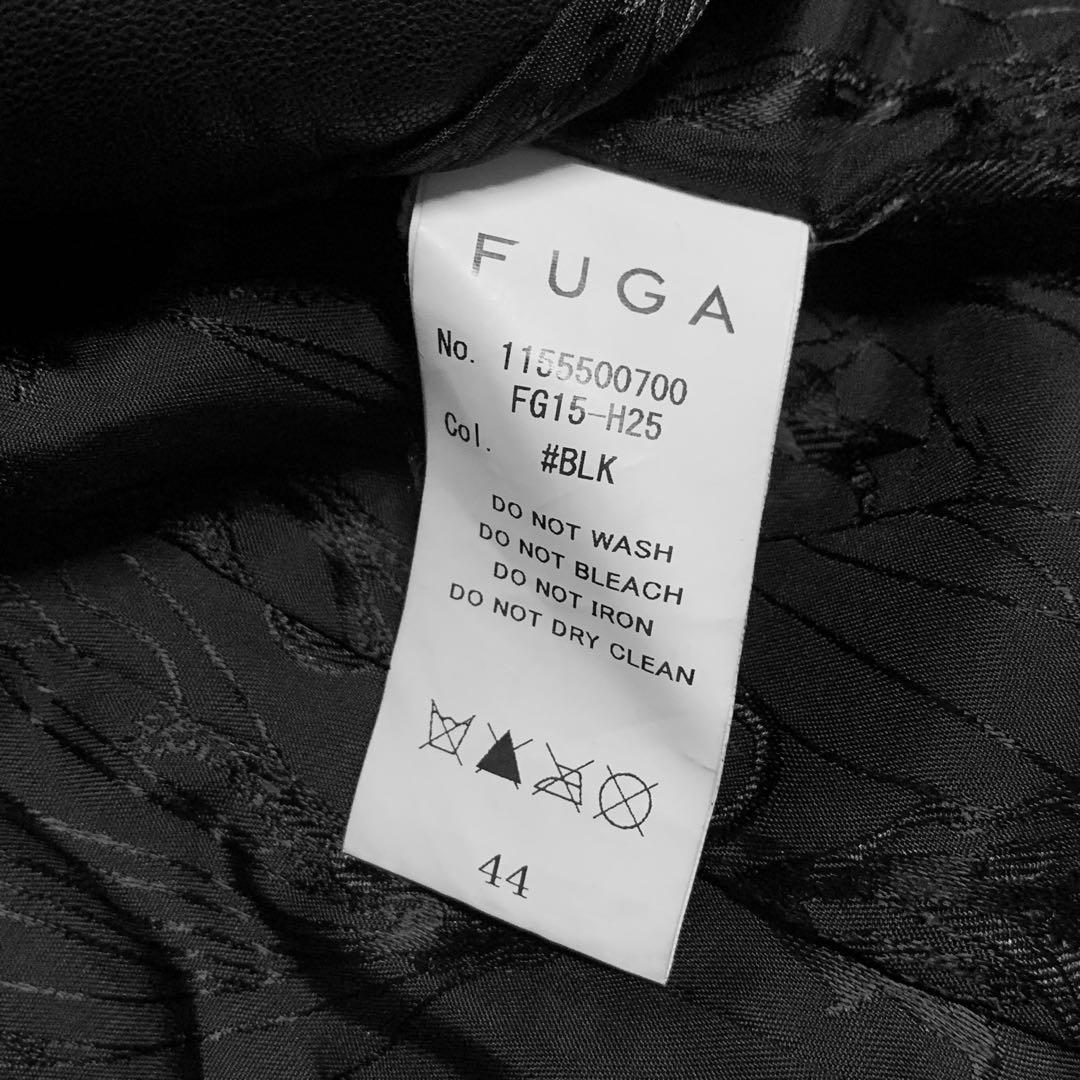 FUGA
No. 1155500700
FG15-H25
Col. #BLK
DO NOT WASH
DO NOT BLEACH
DO NOT IRON
DO NOT DRY CLEAN
44